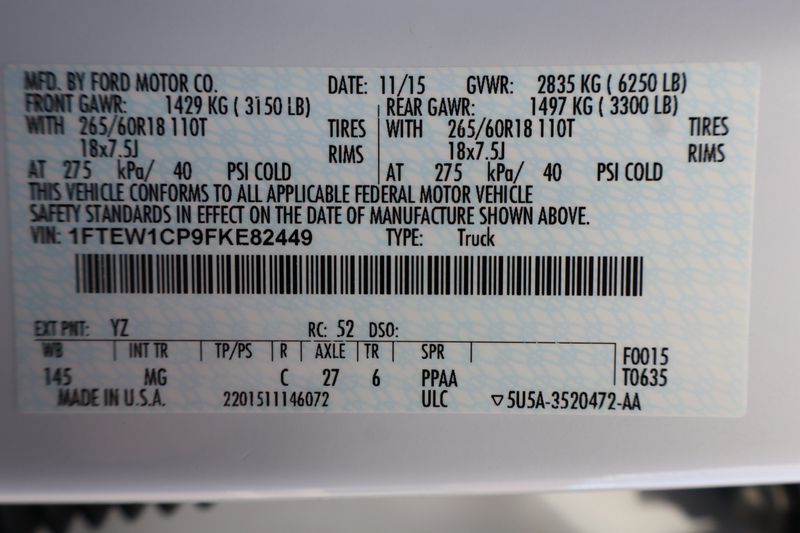 MFD. BY FORD MOTOR CO. DATE: 11/15 GVWR: 2835 KG ( 6250 LB)
FRONT GAWR: 1429 KG ( 3150 LB) REAR GAWR: 1497 KG ( 3300 LB)
WITH 265/60R18 110T TIRES WITH 265/60R18 110T TIRES
18x7.5J RIMS 18x7.5J RIMS
AT 275 kPa/ 40 PSI COLD AT 275 kPa/ 40 PSI COLD
THIS VEHICLE CONFORMS TO ALL APPLICABLE FEDERAL MOTOR VEHICLE
SAFETY STANDARDS IN EFFECT ON THE DATE OF MANUFACTURE SHOWN ABOVE.
VIN: 1FTEW1CP9FKE82449 TYPE: Truck
EXT PNT: YZ RC: 52 DSO:
WB INT TR TP/PS R AXLE TR SPR F0015
145 MG C 27 6 PPAA T0635
MADE IN U.S.A. 2201511146072 ULC ▽5U5A-3520472-AA